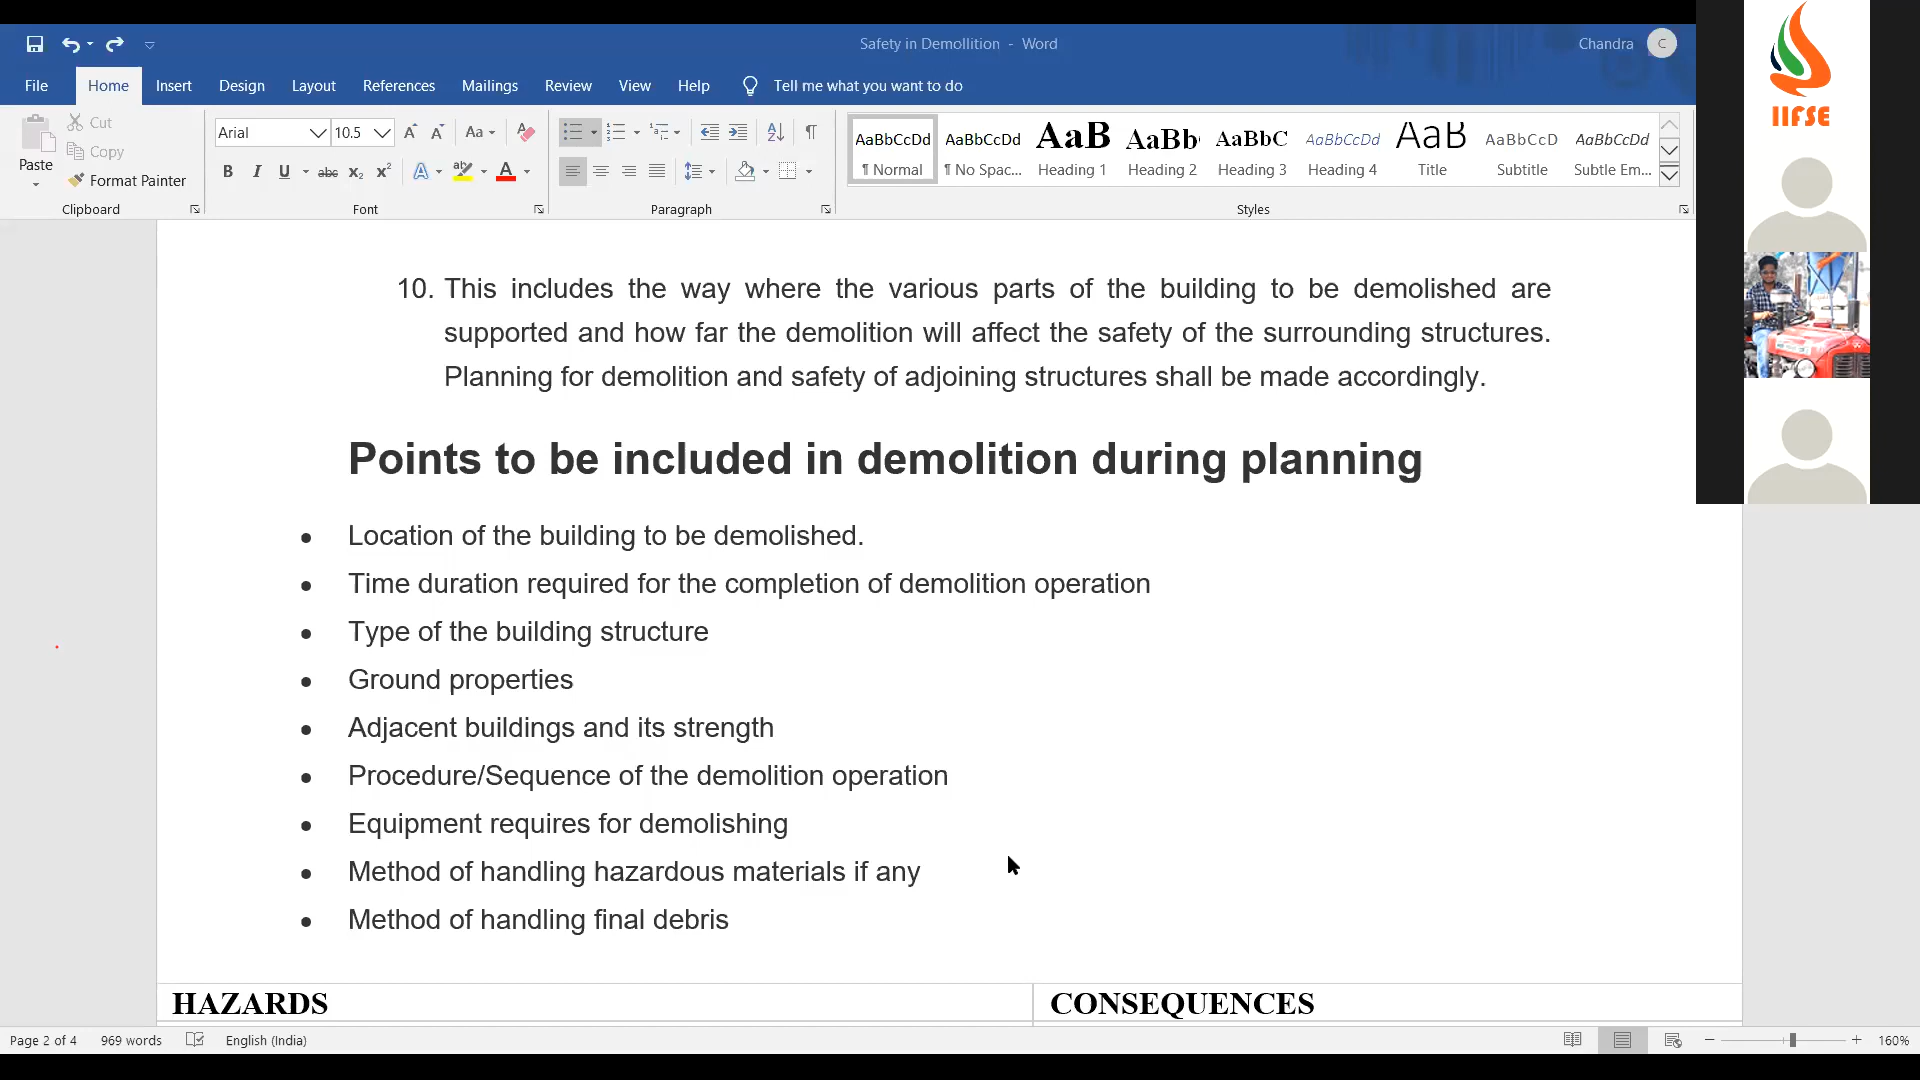 Safety in Demollition - Word
Chandra C
IIFSE
File Home Insert Design Layout References Mailings Review View Help Tell me what you want to do
Paste
Cut
Copy
Format Painter
Clipboard
Arial 10.5
Font
Paragraph
AaBbCcDd AaBbCcDd AaB AaBb( AaBbC AaBbCcDd AaB AaBbCcD AaBbCcDd
¶ Normal ¶ No Spac... Heading 1 Heading 2 Heading 3 Heading 4 Title Subtitle Subtle Em...
Styles
10. This includes the way where the various parts of the building to be demolished are
supported and how far the demolition will affect the safety of the surrounding structures.
Planning for demolition and safety of adjoining structures shall be made accordingly.
Points to be included in demolition during planning
• Location of the building to be demolished.
• Time duration required for the completion of demolition operation
• Type of the building structure
• Ground properties
• Adjacent buildings and its strength
• Procedure/Sequence of the demolition operation
• Equipment requires for demolishing
• Method of handling hazardous materials if any
• Method of handling final debris
HAZARDS CONSEQUENCES
Page 2 of 4 969 words English (India) 160%